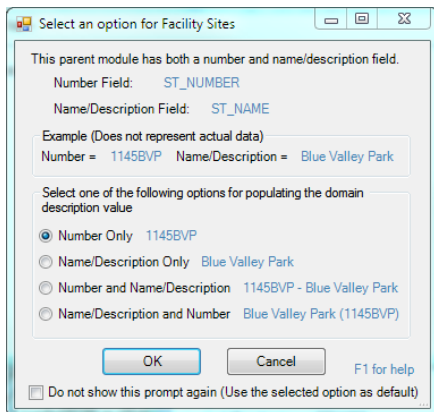 Select an option for Facility Sites
This parent module has both a number and name/description field.
Number Field: ST_NUMBER
Name/Description Field: ST_NAME
Example (Does not represent actual data)
Number = 1145BVP Name/Description = Blue Valley Park
Select one of the following options for populating the domain
description value
Number Only 1145BVP
Name/Description Only Blue Valley Park
Number and Name/Description 1145BVP - Blue Valley Park
Name/Description and Number Blue Valley Park (1145BVP)
OK Cancel F1 for help
Do not show this prompt again (Use the selected option as default)